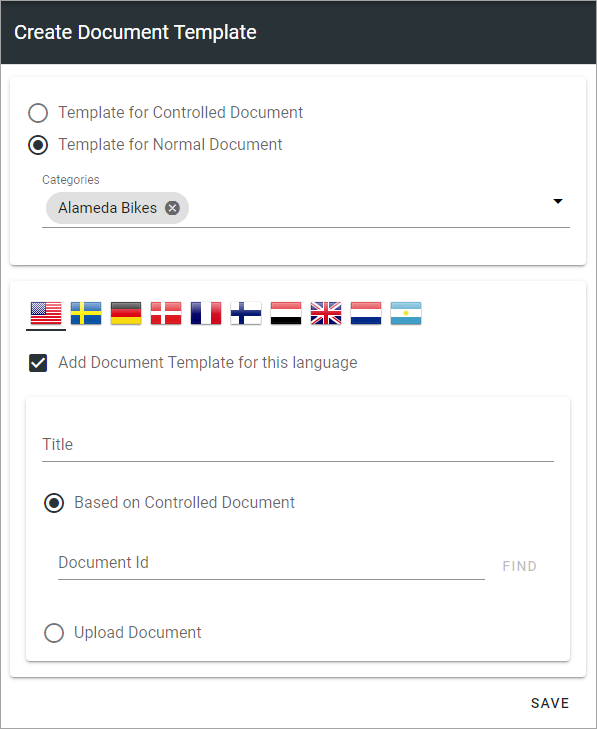 Create Document Template
Template for Controlled Document
Template for Normal Document
Categories
Alameda Bikes
Add Document Template for this language
Title
Based on Controlled Document
Document Id
FIND
Upload Document
SAVE